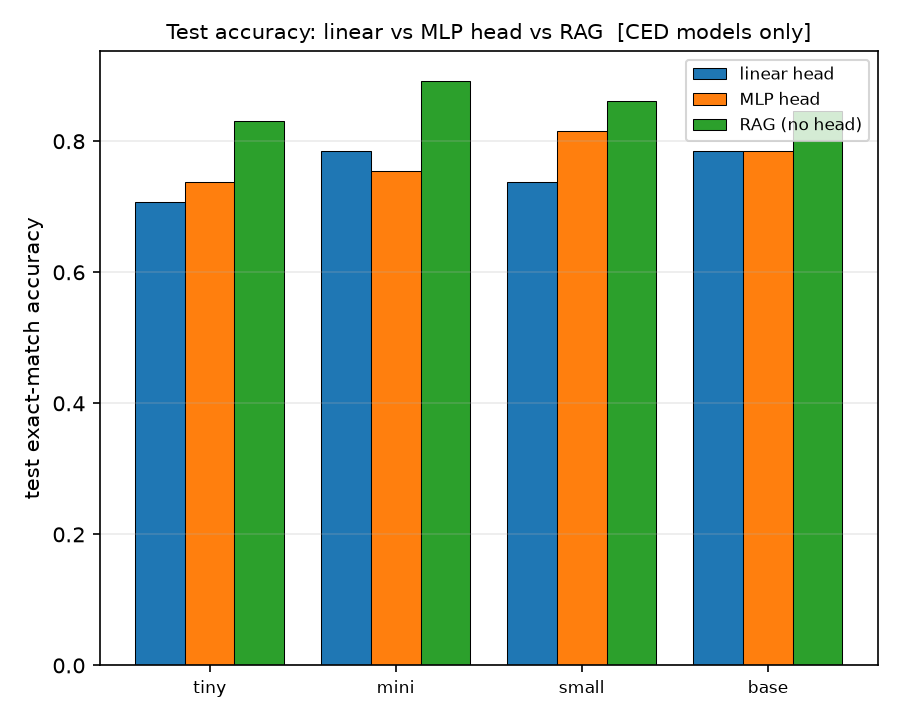 Test accuracy: linear vs MLP head vs RAG  [CED models only]
linear head
MLP head
RAG (no head)
test exact-match accuracy
0.8
0.6
0.4
0.2
0.0
tiny
mini
small
base